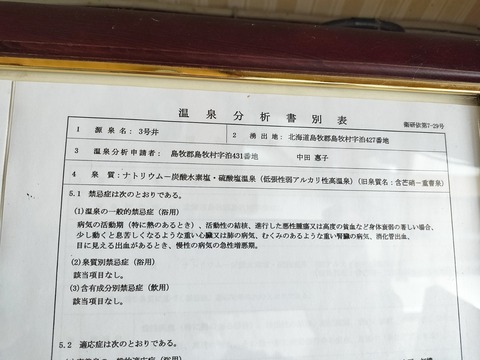 温泉分析書別表
衛研依第7-29号
1 源泉名：3号井 2 湧出地：北海道島牧郡島牧村字泊427番地
3 温泉分析申請者：島牧郡島牧村字泊431番地 中田 惠子
4 泉質：ナトリウム－炭酸水素塩・硫酸塩温泉（低張性弱アルカリ性高温泉）（旧泉質名：含芒硝－重曹泉）
5.1 禁忌症は次のとおりである。
(1)温泉の一般的禁忌症（浴用）
病気の活動期（特に熱のあるとき）、活動性の結核、進行した悪性腫瘍又は高度の貧血など身体衰弱の著しい場合、
少し動くと息苦しくなるような重い心臓又は肺の病気、むくみのあるような重い腎臓の病気、消化管出血、
目に見える出血があるとき、慢性の病気の急性増悪期。
(2)泉質別禁忌症（浴用）
該当項目なし。
(3)含有成分別禁忌症（飲用）
該当項目なし。
5.2 適応症は次のとおりである。